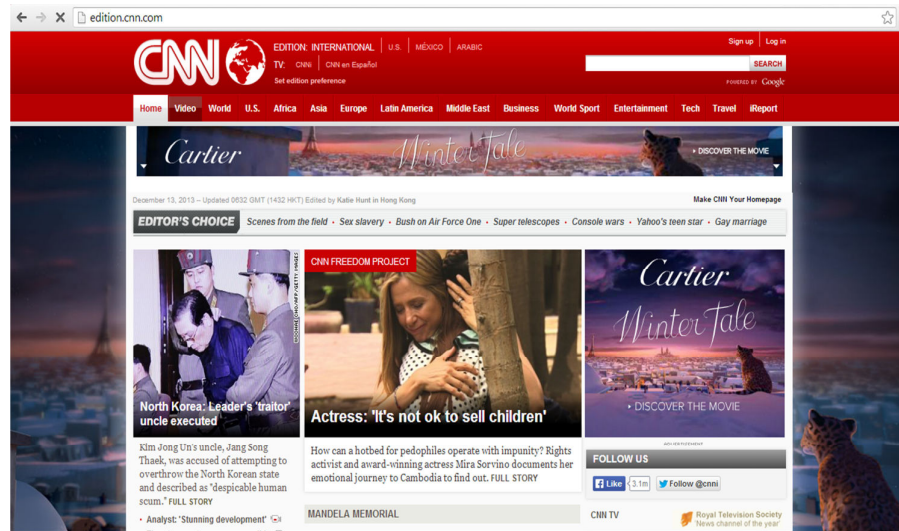 edition.cnn.com
Sign up Log in
CNN
EDITION: INTERNATIONAL U.S. MÉXICO ARABIC
TV: CNNi CNN en Español
Set edition preference
SEARCH
POWERED BY Google
Home Video World U.S. Africa Asia Europe Latin America Middle East Business World Sport Entertainment Tech Travel iReport
Cartier Winter Tale DISCOVER THE MOVIE
December 13, 2013 -- Updated 0632 GMT (1432 HKT) Edited by Katie Hunt in Hong Kong
Make CNN Your Homepage
EDITOR'S CHOICE Scenes from the field • Sex slavery • Bush on Air Force One • Super telescopes • Console wars • Yahoo's teen star • Gay marriage
North Korea: Leader's 'traitor'
uncle executed
Kim Jong Un's uncle, Jang Song
Thaek, was accused of attempting to
overthrow the North Korean state
and described as "despicable human
scum." FULL STORY
• Analyst: 'Stunning development'
CNN FREEDOM PROJECT
Actress: 'It's not ok to sell children'
How can a hotbed for pedophiles operate with impunity? Rights
activist and award-winning actress Mira Sorvino documents her
emotional journey to Cambodia to find out. FULL STORY
MANDELA MEMORIAL
Cartier
Winter Tale
DISCOVER THE MOVIE
ADVERTISEMENT
FOLLOW US
Like 3.1m Follow @cnni
CNN TV
Royal Television Society
'News channel of the year'